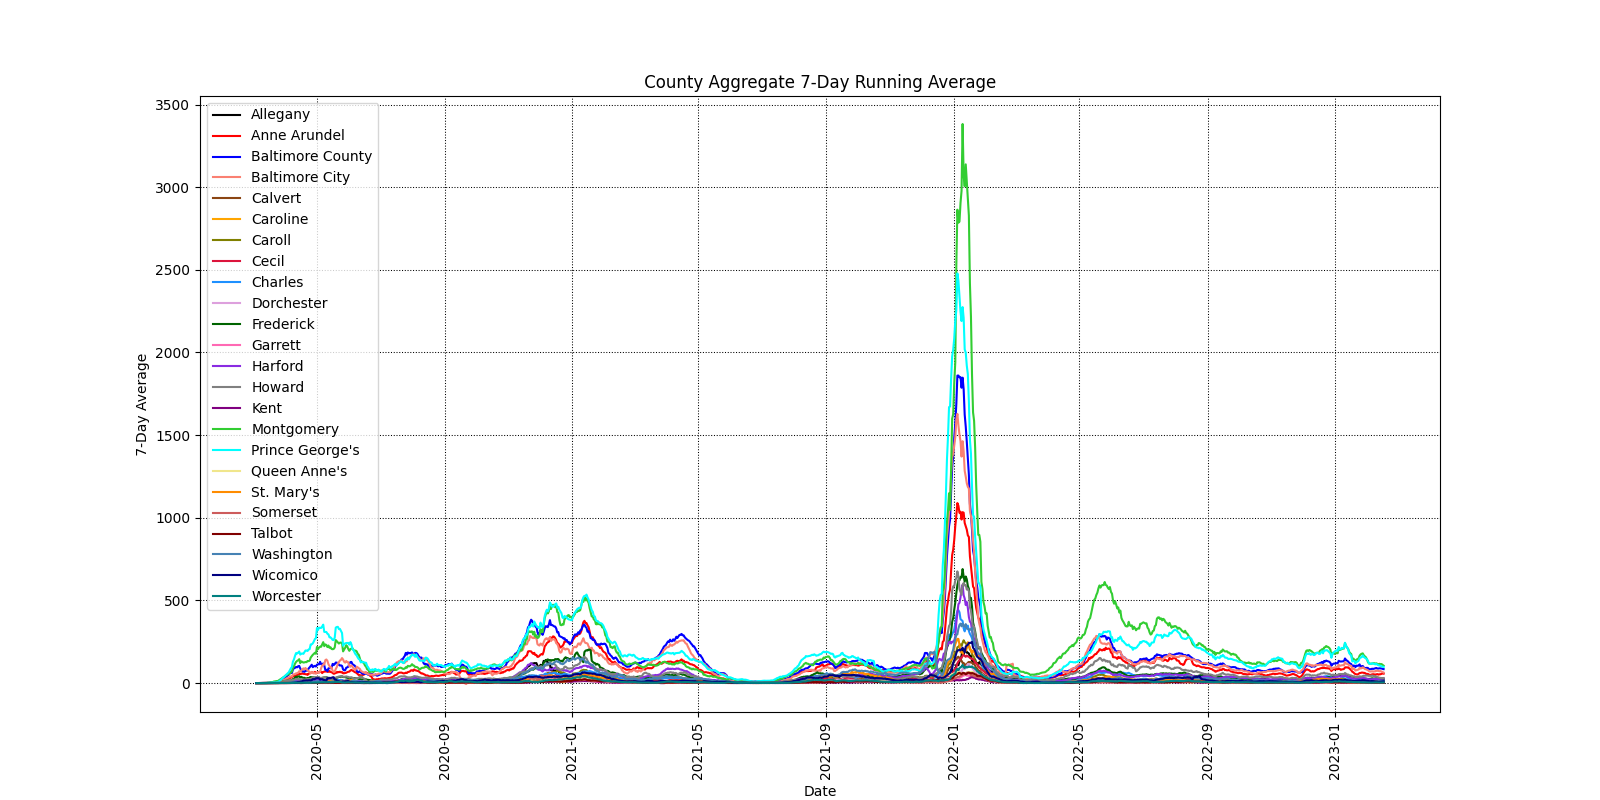 County Aggregate 7-Day Running Average
3500
3000
2500
2000
1500
1000
500
0
7-Day Average
Allegany
Anne Arundel
Baltimore County
Baltimore City
Calvert
Caroline
Caroll
Cecil
Charles
Dorchester
Frederick
Garrett
Harford
Howard
Kent
Montgomery
Prince George's
Queen Anne's
St. Mary's
Somerset
Talbot
Washington
Wicomico
Worcester
2020-05
2020-09
2021-01
2021-05
2021-09
2022-01
2022-05
2022-09
2023-01
Date